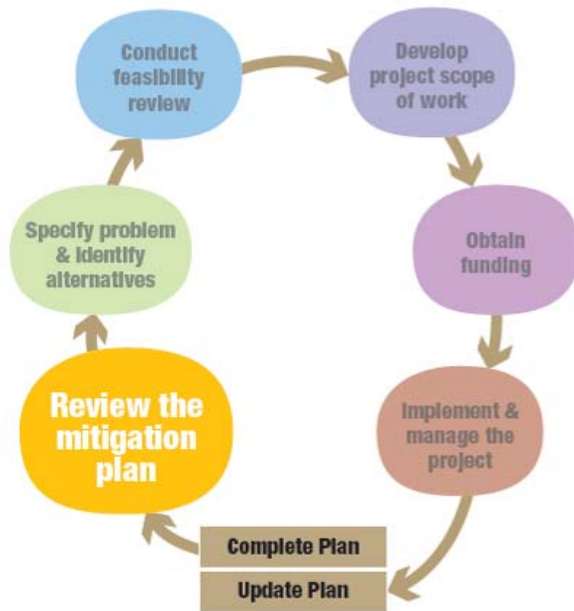 Conduct
feasibility
review
Develop
project scope
of work
Specify problem
& identify
alternatives
Obtain
funding
Review the
mitigation
plan
Implement &
manage the
project
Complete Plan
Update Plan